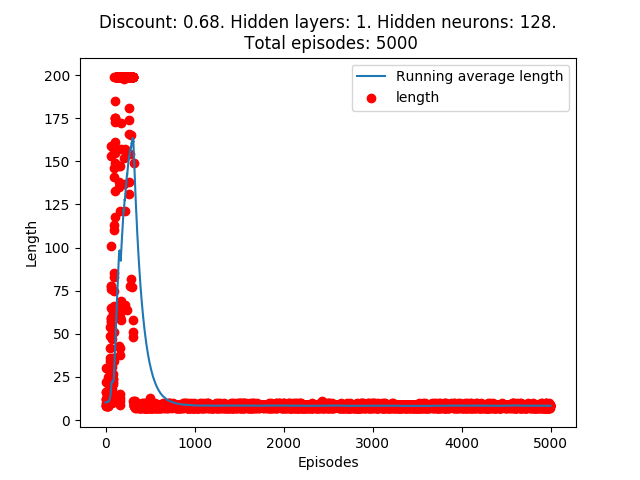 Discount: 0.68. Hidden layers: 1. Hidden neurons: 128.
Total episodes: 5000
200
175
150
125
100
75
50
25
0
Length
Running average length
length
0 1000 2000 3000 4000 5000
Episodes